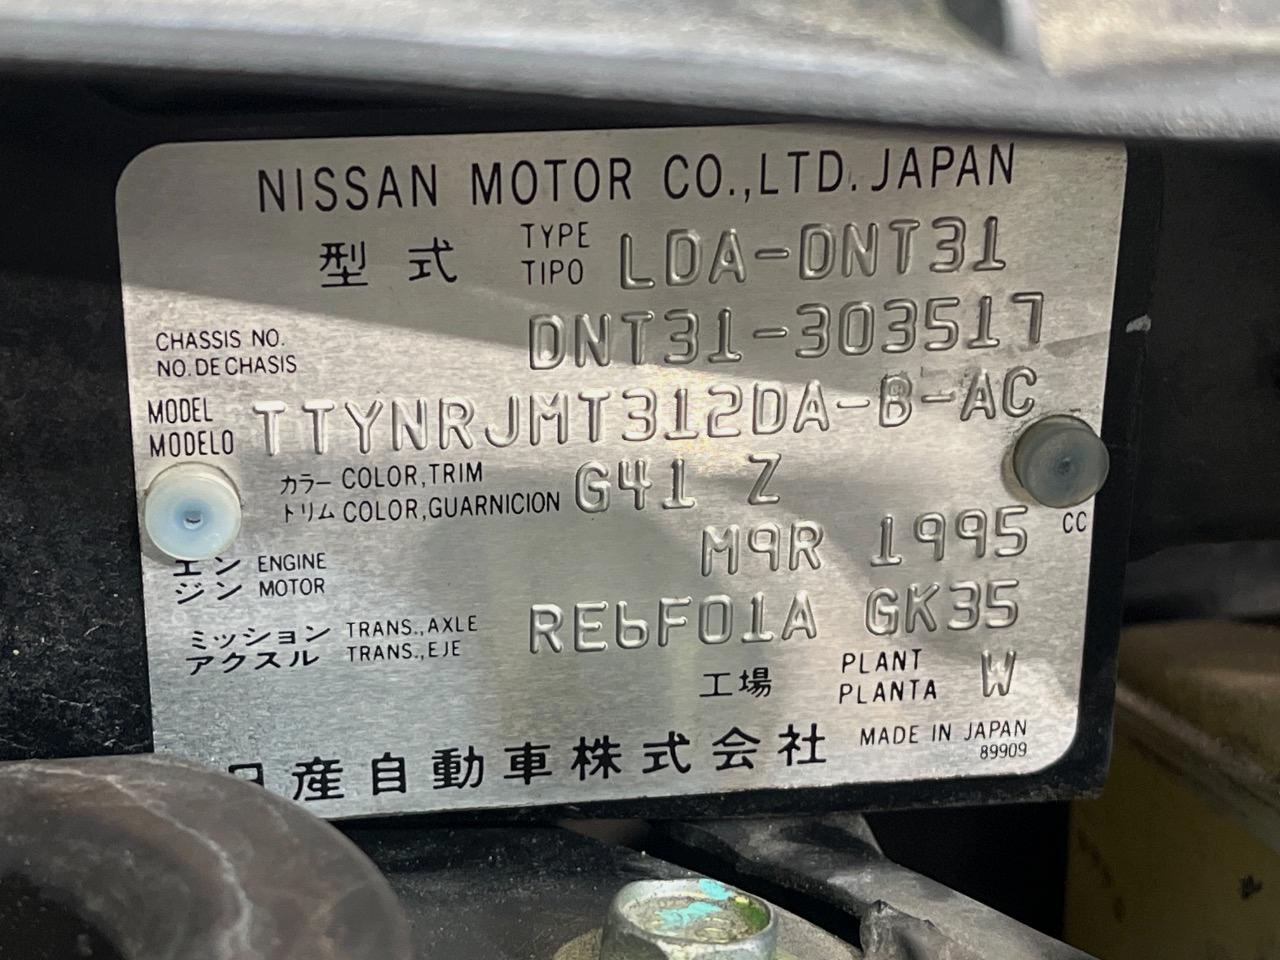 NISSAN MOTOR CO.,LTD. JAPAN
型式 TYPE LDA-DNT31
TIPO
CHASSIS NO. DNT31-303517
NO. DE CHASIS
MODEL TTYNRJMT312DA-B-AC
MODELO
カラー COLOR,TRIM G41 Z
トリム COLOR,GUARNICION
エン ENGINE M9R 1995 CC
ジン MOTOR
ミッション TRANS.,AXLE RE6F01A GK35
アクスル TRANS.,EJE
工場 PLANT W
PLANTA
日産自動車株式会社 MADE IN JAPAN
89909